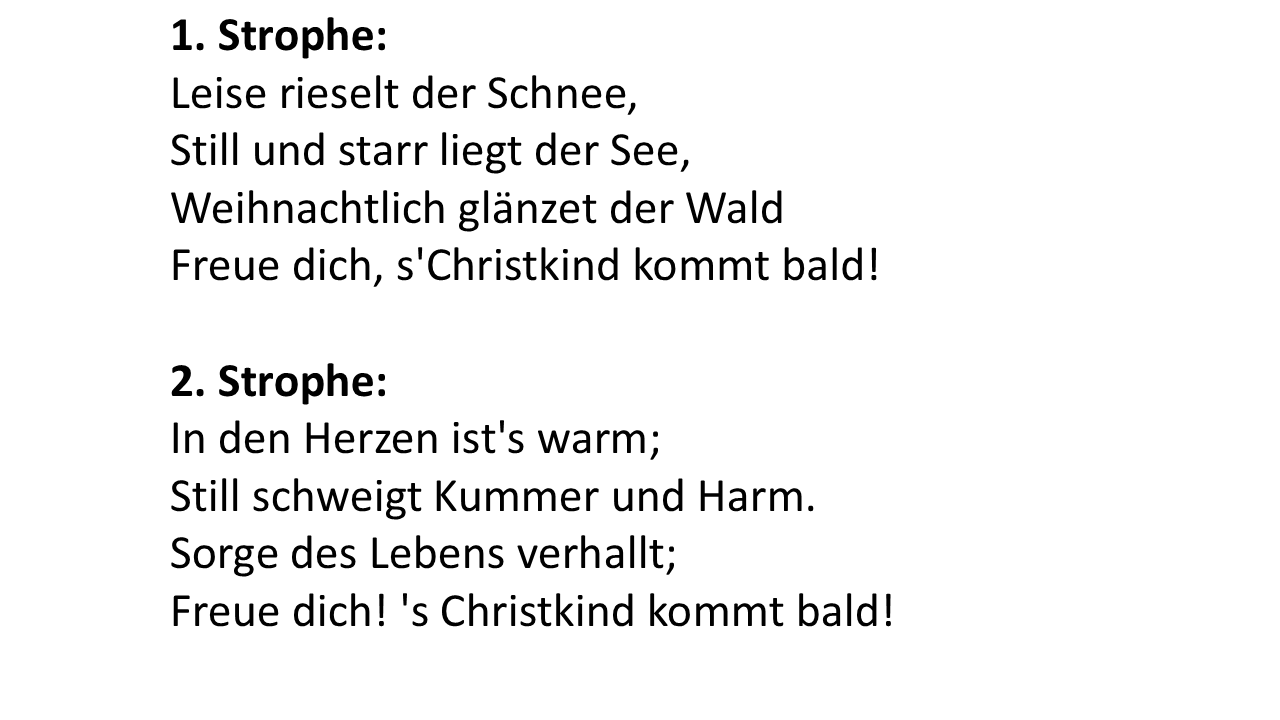 1. Strophe:
Leise rieselt der Schnee,
Still und starr liegt der See,
Weihnachtlich glänzet der Wald
Freue dich, s'Christkind kommt bald!
2. Strophe:
In den Herzen ist's warm;
Still schweigt Kummer und Harm.
Sorge des Lebens verhallt;
Freue dich! 's Christkind kommt bald!